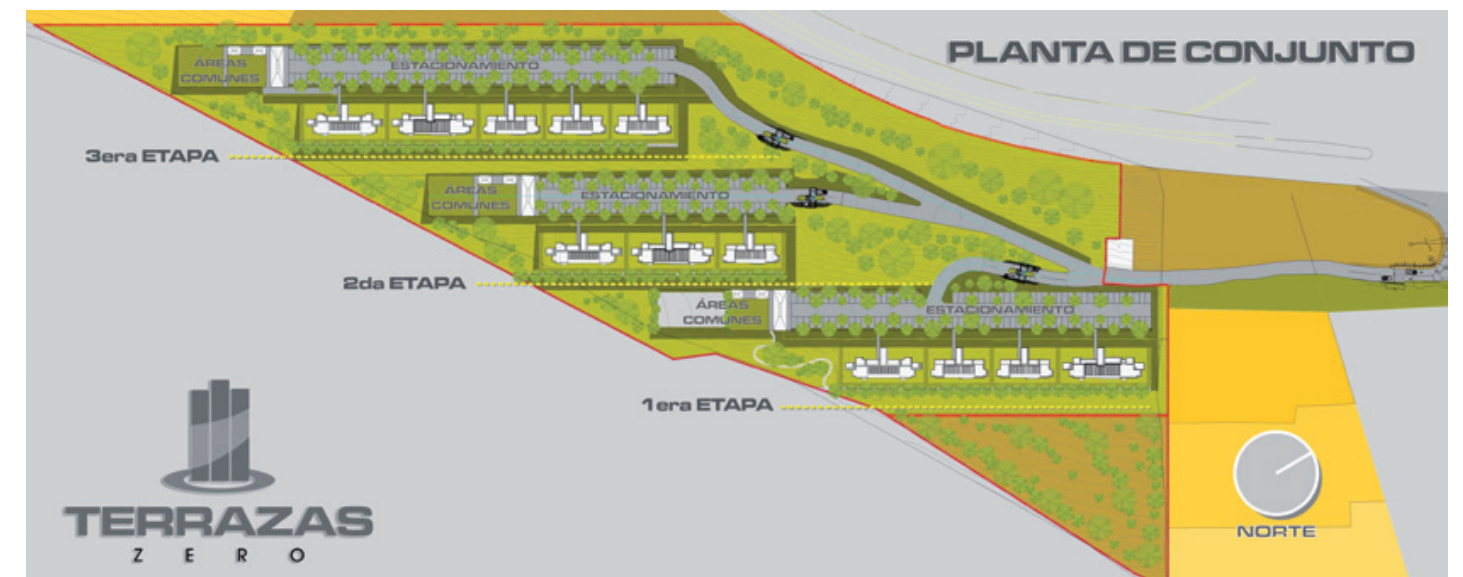 PLANTA DE CONJUNTO
ÁREAS
COMUNES
ESTACIONAMIENTO
3era ETAPA
ÁREAS
COMUNES
ESTACIONAMIENTO
2da ETAPA
ÁREAS
COMUNES
ESTACIONAMIENTO
1era ETAPA
TERRAZAS
ZERO
NORTE